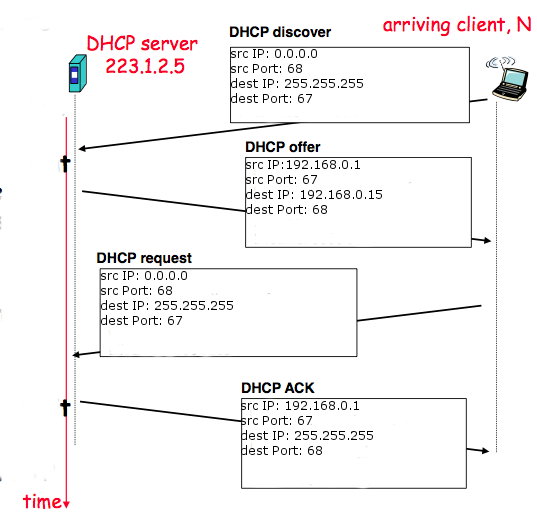 DHCP discover
arriving client, N
DHCP server
223.1.2.5
src IP: 0.0.0.0
src Port: 68
dest IP: 255.255.255
dest Port: 67
DHCP offer
src IP:192.168.0.1
src Port: 67
dest IP: 192.168.0.15
dest Port: 68
DHCP request
src IP: 0.0.0.0
src Port: 68
dest IP: 255.255.255
dest Port: 67
DHCP ACK
src IP: 192.168.0.1
src Port: 67
dest IP: 255.255.255
dest Port: 68
time